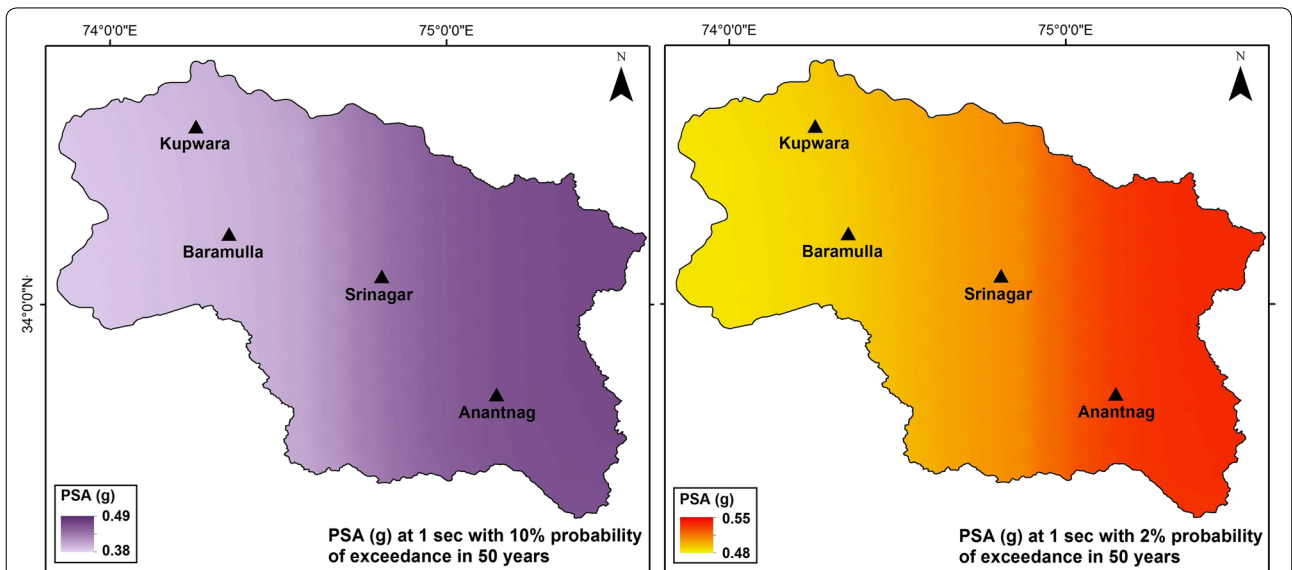 74°0'0"E
75°0'0"E
N
34°0'0"N
Kupwara
Baramulla
Srinagar
Anantnag
PSA (g)
0.49
0.38
PSA (g) at 1 sec with 10% probability
of exceedance in 50 years
74°0'0"E
75°0'0"E
N
Kupwara
Baramulla
Srinagar
Anantnag
PSA (g)
0.55
0.48
PSA (g) at 1 sec with 2% probability
of exceedance in 50 years